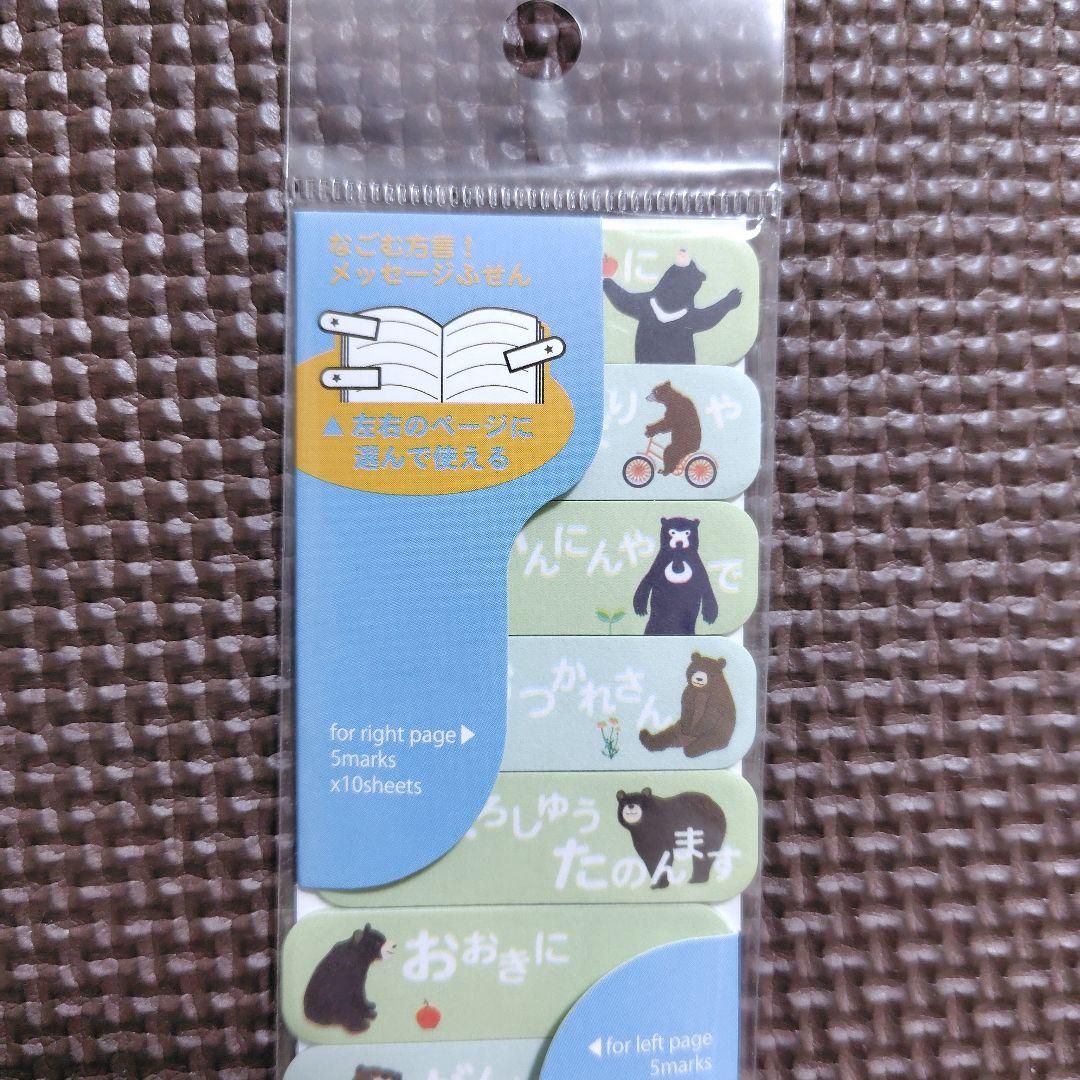 なごむ方言!
メッセージふせん
▲ 左右のページに
選んで使える
に
り や
んにんやで
つかれさん
ろしゅう
たのんます
for right page ▶
5marks
x10sheets
おおきに
◀ for left page
5marks